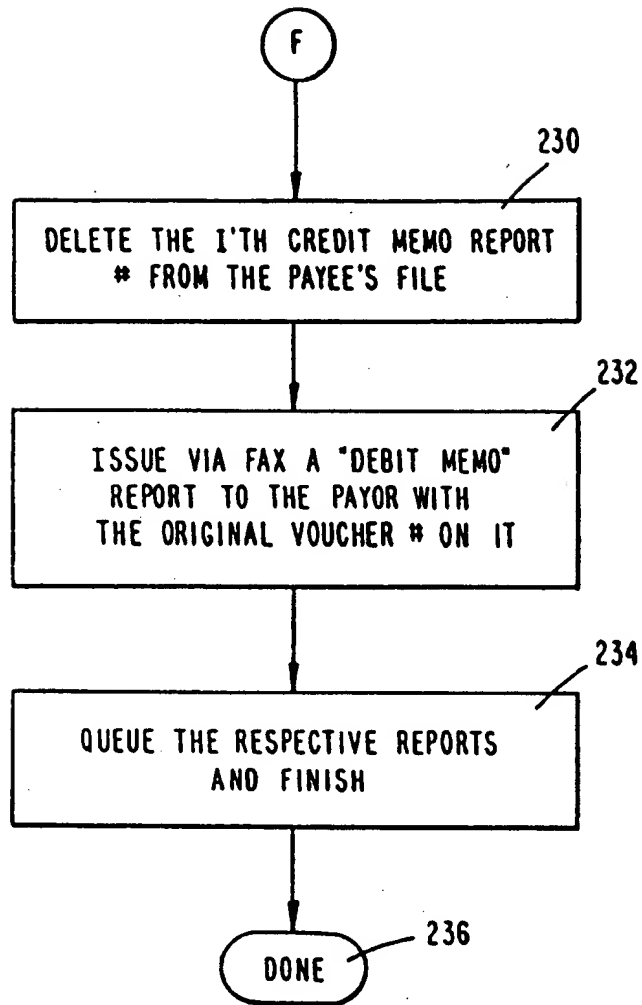 F
230
DELETE THE I'TH CREDIT MEMO REPORT
# FROM THE PAYEE'S FILE
232
ISSUE VIA FAX A "DEBIT MEMO"
REPORT TO THE PAYOR WITH
THE ORIGINAL VOUCHER # ON IT
234
QUEUE THE RESPECTIVE REPORTS
AND FINISH
236
DONE